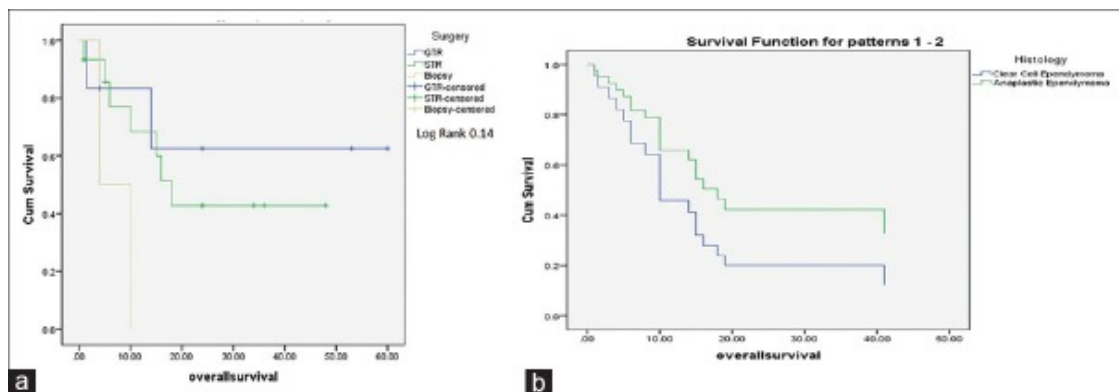 Surgery
GTR
STR
Biopsy
GTR-censored
STR-censored
Biopsy-censored
Log Rank 0.14
Cum Survival
1.0
0.8
0.6
0.4
0.2
0.0
.00 10.00 20.00 30.00 40.00 50.00 60.00
overallsurvival
a
Survival Function for patterns 1 - 2
Histology
Clear Cell Ependymoma
Anaplastic Ependymoma
Cum Survival
1.0
0.8
0.6
0.4
0.2
0.0
.00 10.00 20.00 30.00 40.00 50.00
overallsurvival
b